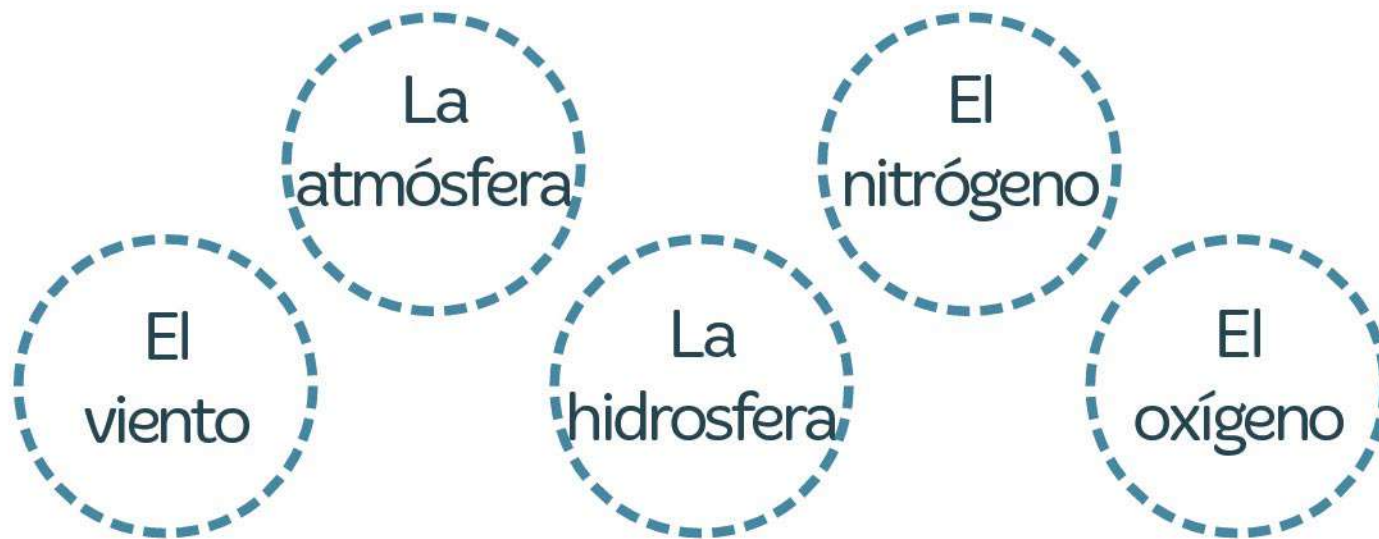 La
atmósfera
El
nitrógeno
El
viento
La
hidrosfera
El
oxígeno